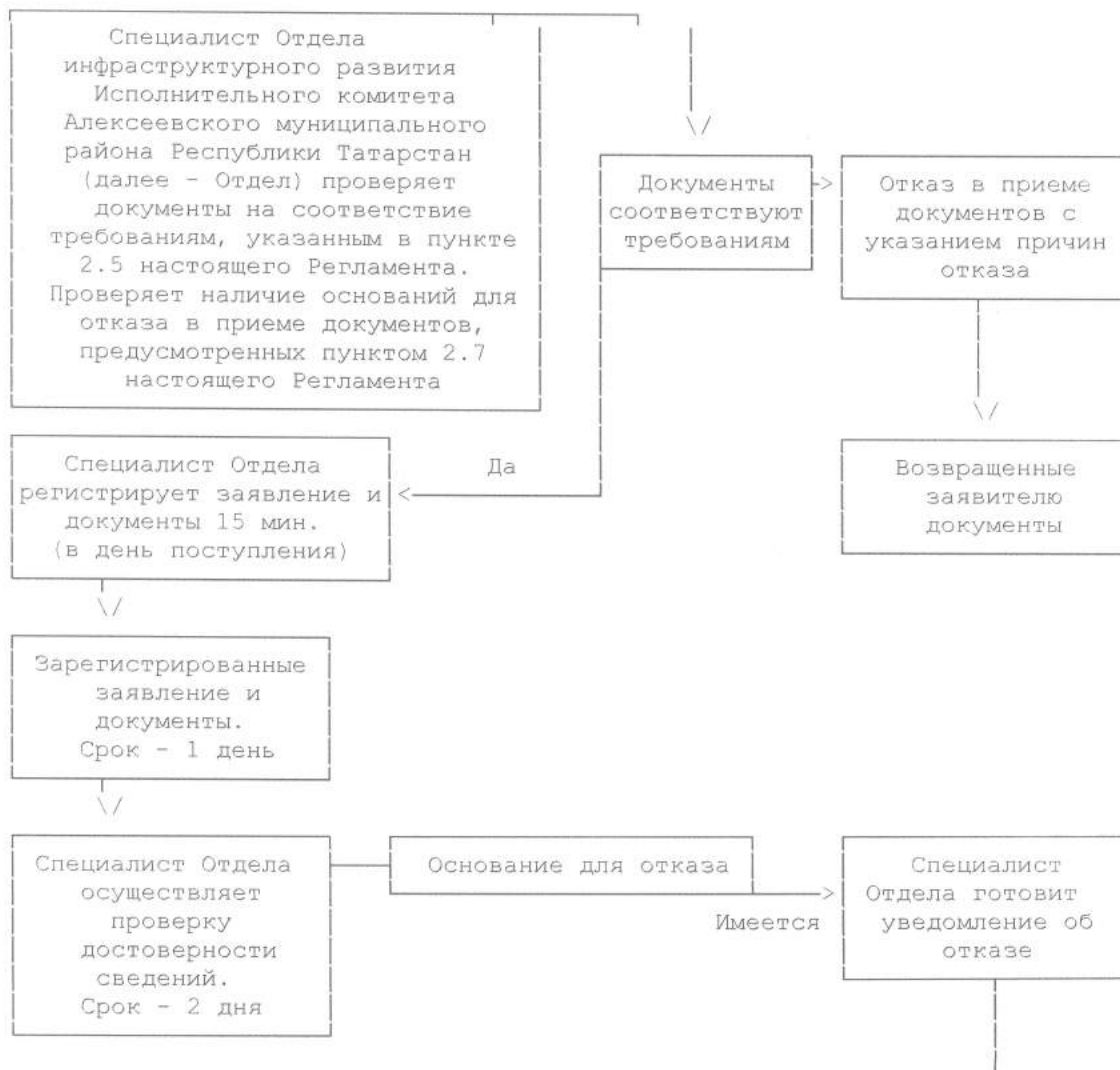 Специалист Отдела
инфраструктурного развития
Исполнительного комитета
Алексеевского муниципального
района Республики Татарстан
(далее - Отдел) проверяет
документы на соответствие
требованиям, указанным в пункте
2.5 настоящего Регламента.
Проверяет наличие оснований для
отказа в приеме документов,
предусмотренных пунктом 2.7
настоящего Регламента
Документы
соответствуют
требованиям
Отказ в приеме
документов с
указанием причин
отказа
Да
Специалист Отдела
регистрирует заявление и
документы 15 мин.
(в день поступления)
Возвращенные
заявителю
документы
Зарегистрированные
заявление и
документы.
Срок - 1 день
Специалист Отдела
осуществляет
проверку
достоверности
сведений.
Срок - 2 дня
Основание для отказа
Имеется
Специалист
Отдела готовит
уведомление об
отказе